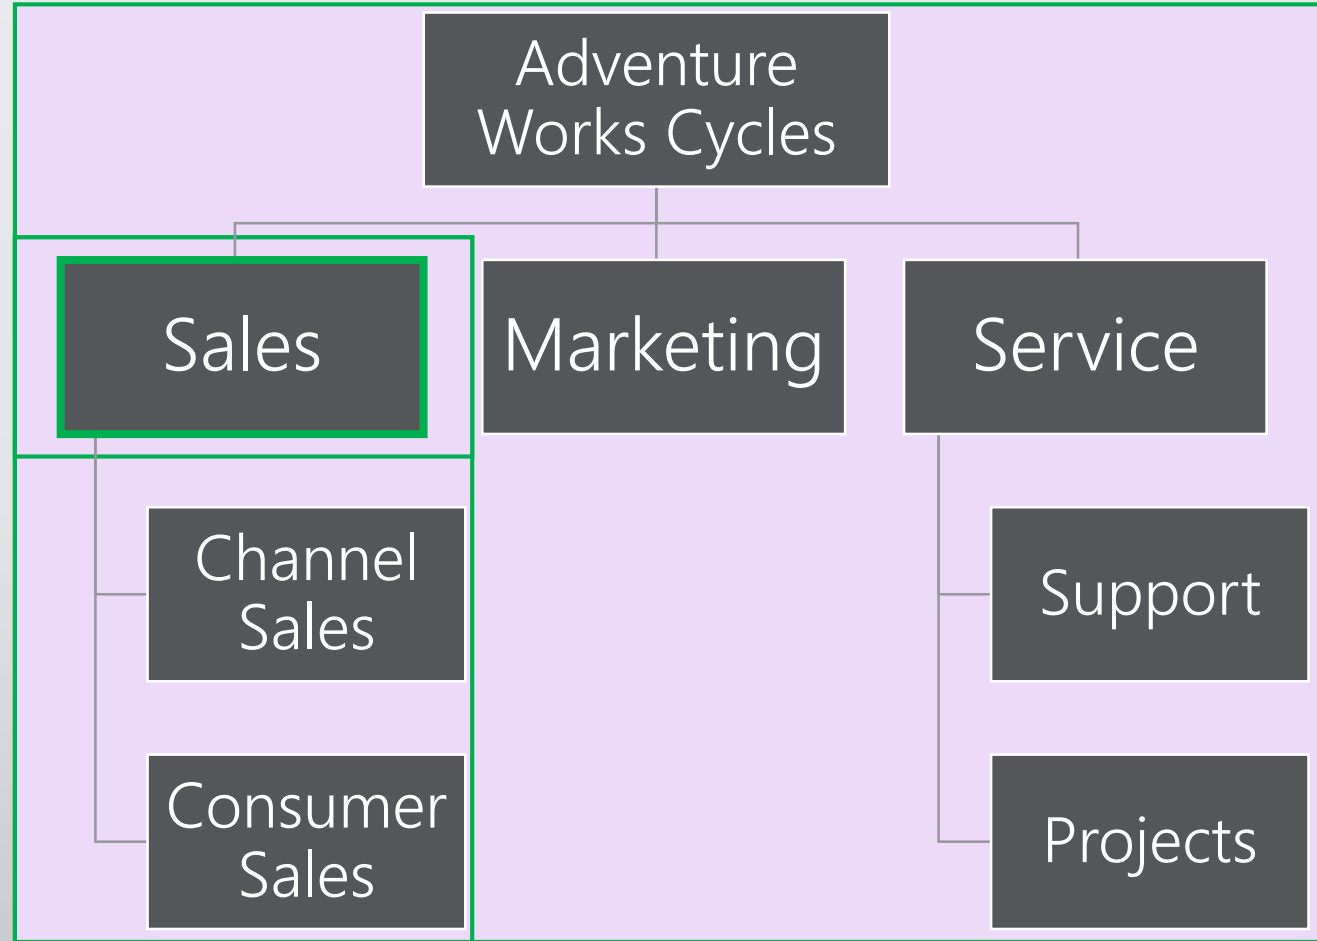 Adventure
Works Cycles
Sales
Marketing
Service
Channel
Sales
Support
Consumer
Sales
Projects